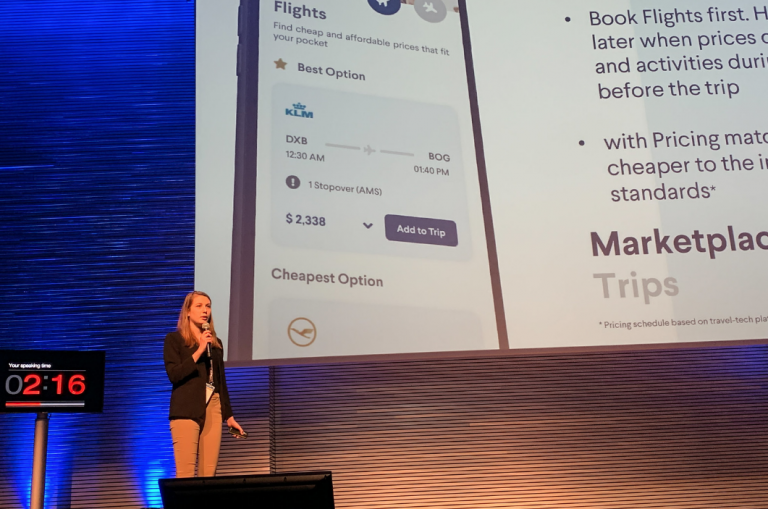 Flights
Find cheap and affordable prices that fit
your pocket
Best Option
KLM
DXB
BOG
12:30 AM
01:40 PM
1 Stopover (AMS)
$ 2,338
Add to Trip
Cheapest Option
• Book Flights first. H
later when prices
and activities duri
before the trip
• with Pricing matc
cheaper to the i
standards*
Marketplac
Trips
* Pricing schedule based on travel-tech pla
Your speaking time
02:16